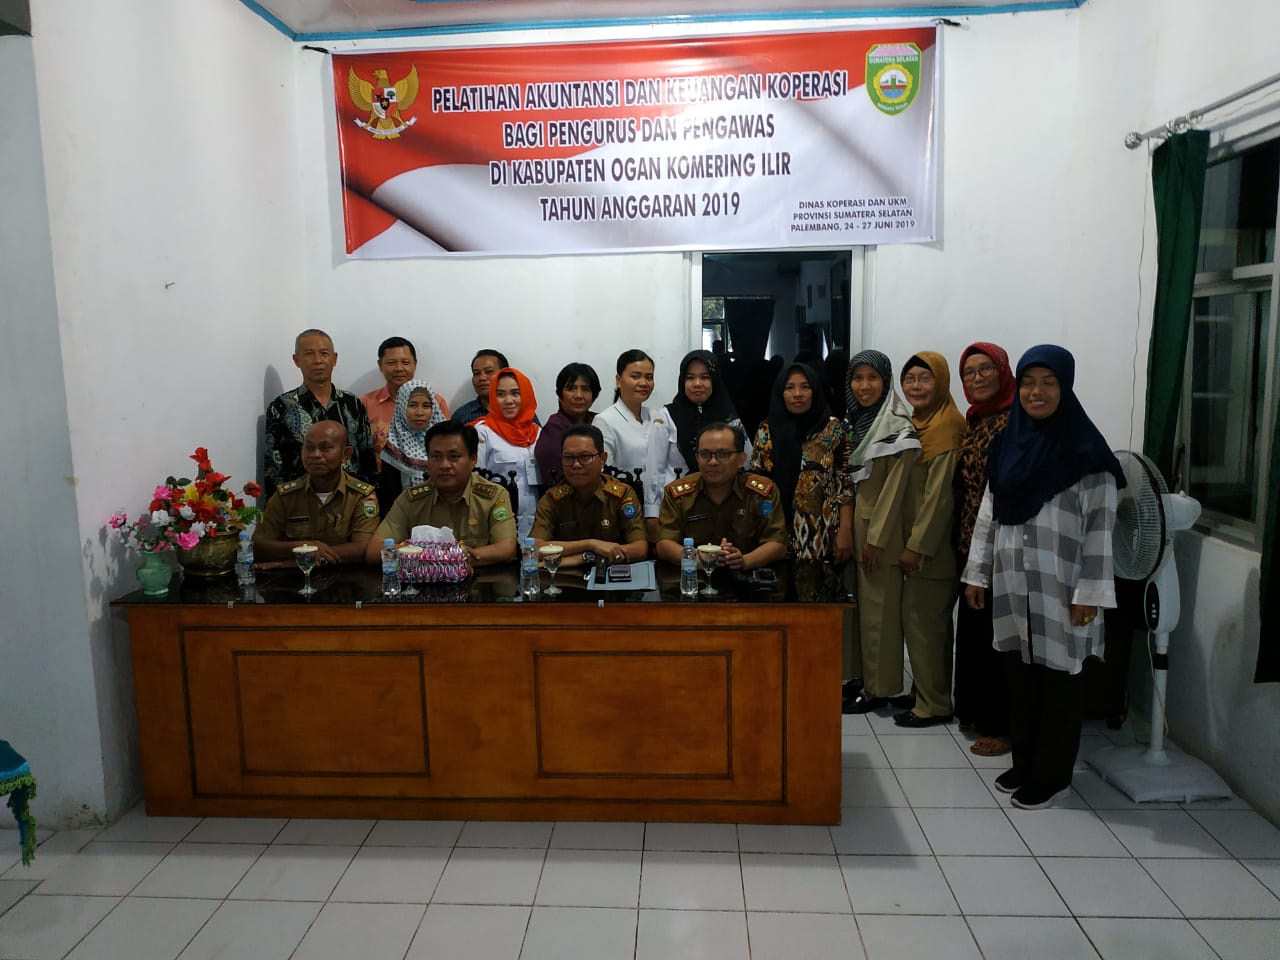 PELATIHAN AKUNTANSI DAN KEUANGAN KOPERASI
BAGI PENGURUS DAN PENGAWAS
DI KABUPATEN OGAN KOMERING ILIR
TAHUN ANGGARAN 2019
SUMATERA SELATAN
DINAS KOPERASI DAN UKM
PROVINSI SUMATERA SELATAN
PALEMBANG, 24 - 27 JUNI 2019